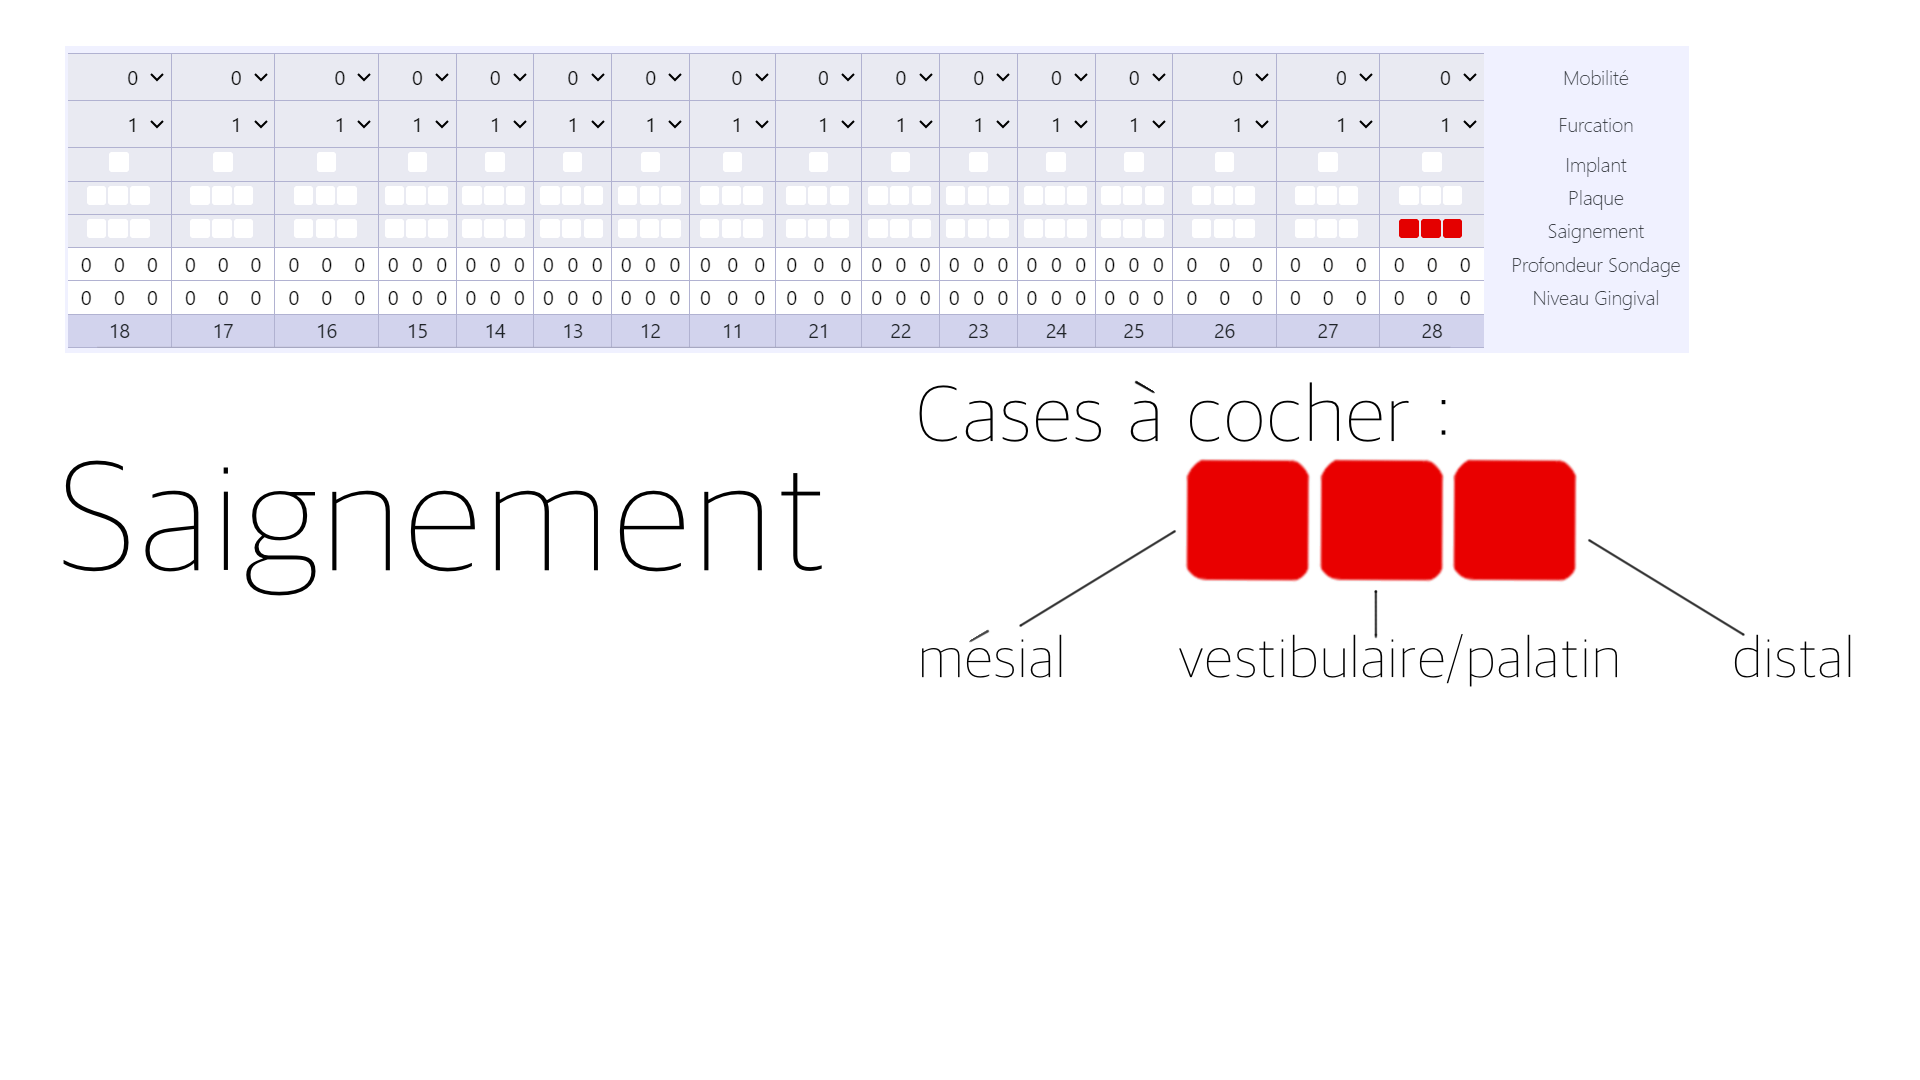 0 0 0 0 0 0 0 0 0 0 0 0 0 0 0 0 Mobilité
1 1 1 1 1 1 1 1 1 1 1 1 1 1 1 1 Furcation
Implant
Plaque
Saignement
0 0 0 0 0 0 0 0 0 0 0 0 0 0 0 0 0 0 0 0 0 0 0 0 0 0 0 0 0 0 0 0 0 0 0 0 0 0 0 0 0 0 0 0 0 0 0 0 Profondeur Sondage
0 0 0 0 0 0 0 0 0 0 0 0 0 0 0 0 0 0 0 0 0 0 0 0 0 0 0 0 0 0 0 0 0 0 0 0 0 0 0 0 0 0 0 0 0 0 0 0 Niveau Gingival
18 17 16 15 14 13 12 11 21 22 23 24 25 26 27 28
Saignement
Cases à cocher :
mésial vestibulaire/palatin distal